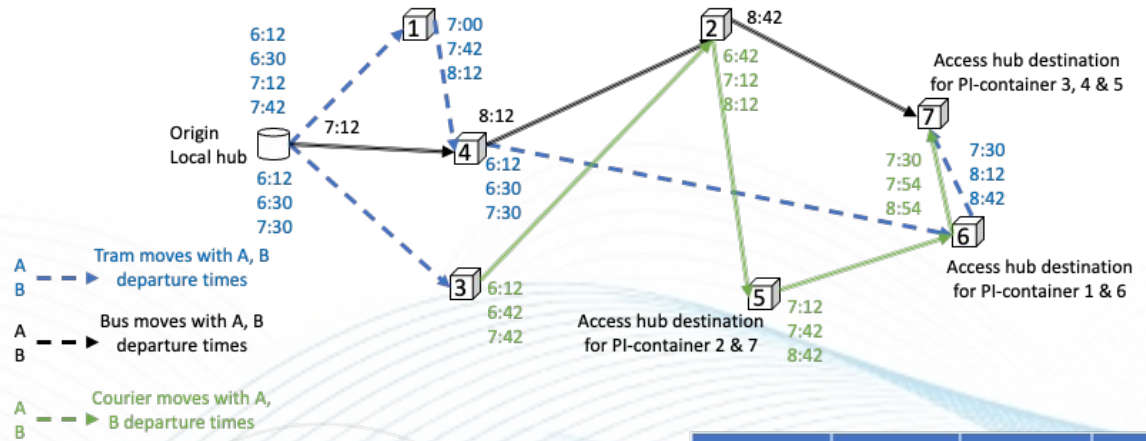 6:12
6:30
7:12
7:42
1
7:00
7:42
8:12
2
8:42
6:42
7:12
8:12
Access hub destination
for PI-container 3, 4 & 5
7
Origin
Local hub
7:12
8:12
4
6:12
6:30
7:30
6:12
6:30
7:30
7:30
7:54
8:54
7:30
8:12
8:42
6
Access hub destination
for PI-container 1 & 6
3
6:12
6:42
7:42
5
7:12
7:42
8:42
Access hub destination
for PI-container 2 & 7
A
B
Tram moves with A, B
departure times
A
B
Bus moves with A, B
departure times
A
B
Courier moves with A,
B departure times